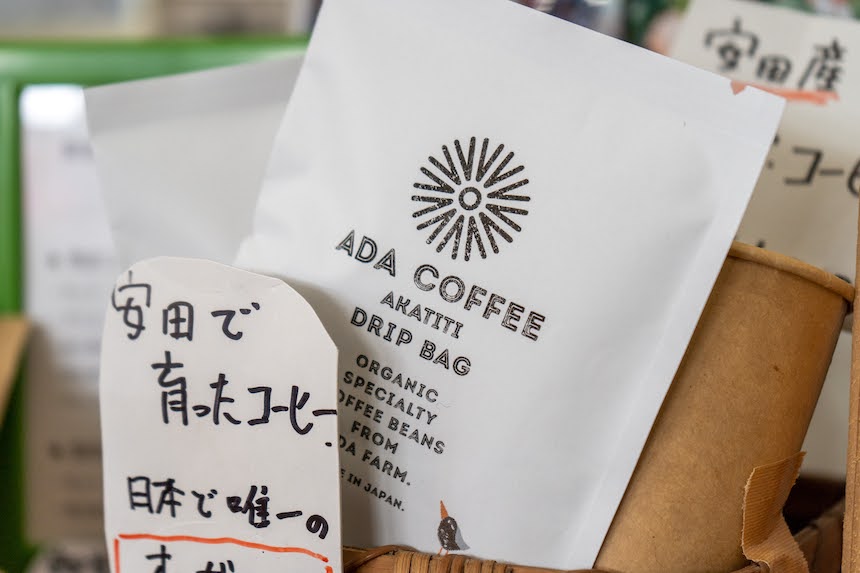 ADA COFFEE
AKATITI
DRIP BAG
ORGANIC
SPECIALTY
OFFEE BEANS
FROM
DA FARM.
E IN JAPAN.
安田で
育ったコーヒー.
日本で唯一の
安田産
コーヒ